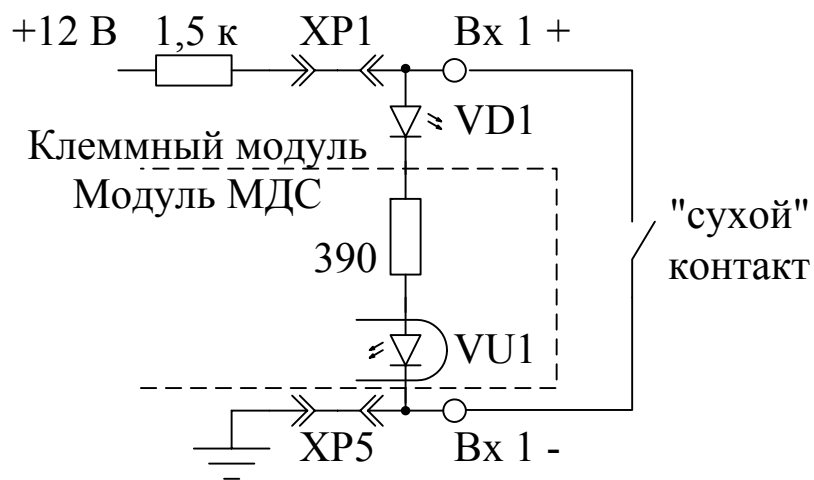 +12 В 1,5 к XP1 Вх 1 +
VD1
Клеммный модуль
Модуль МДС
"сухой"
контакт
390
VU1
XP5 Вх 1 -